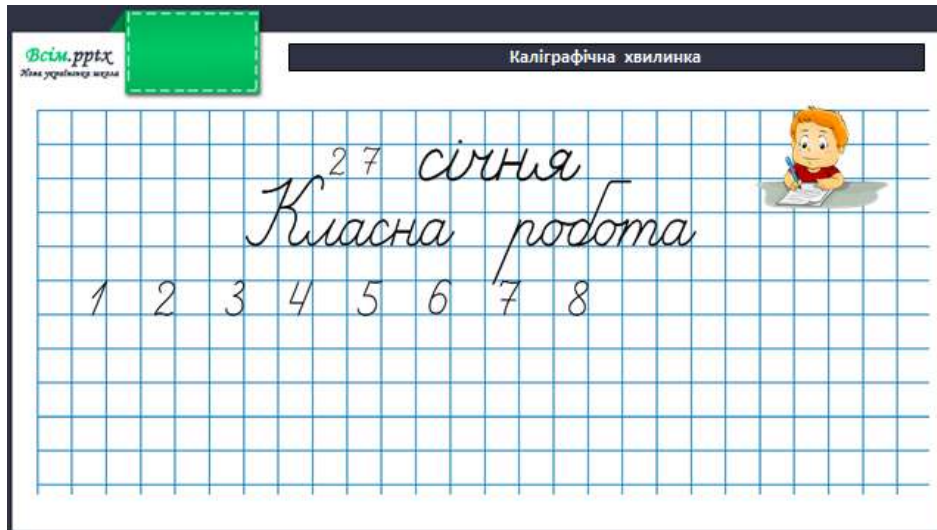 Всім.pptx
Нова українська школа
Каліграфічна хвилинка
27 січня
Класна робота
1 2 3 4 5 6 7 8